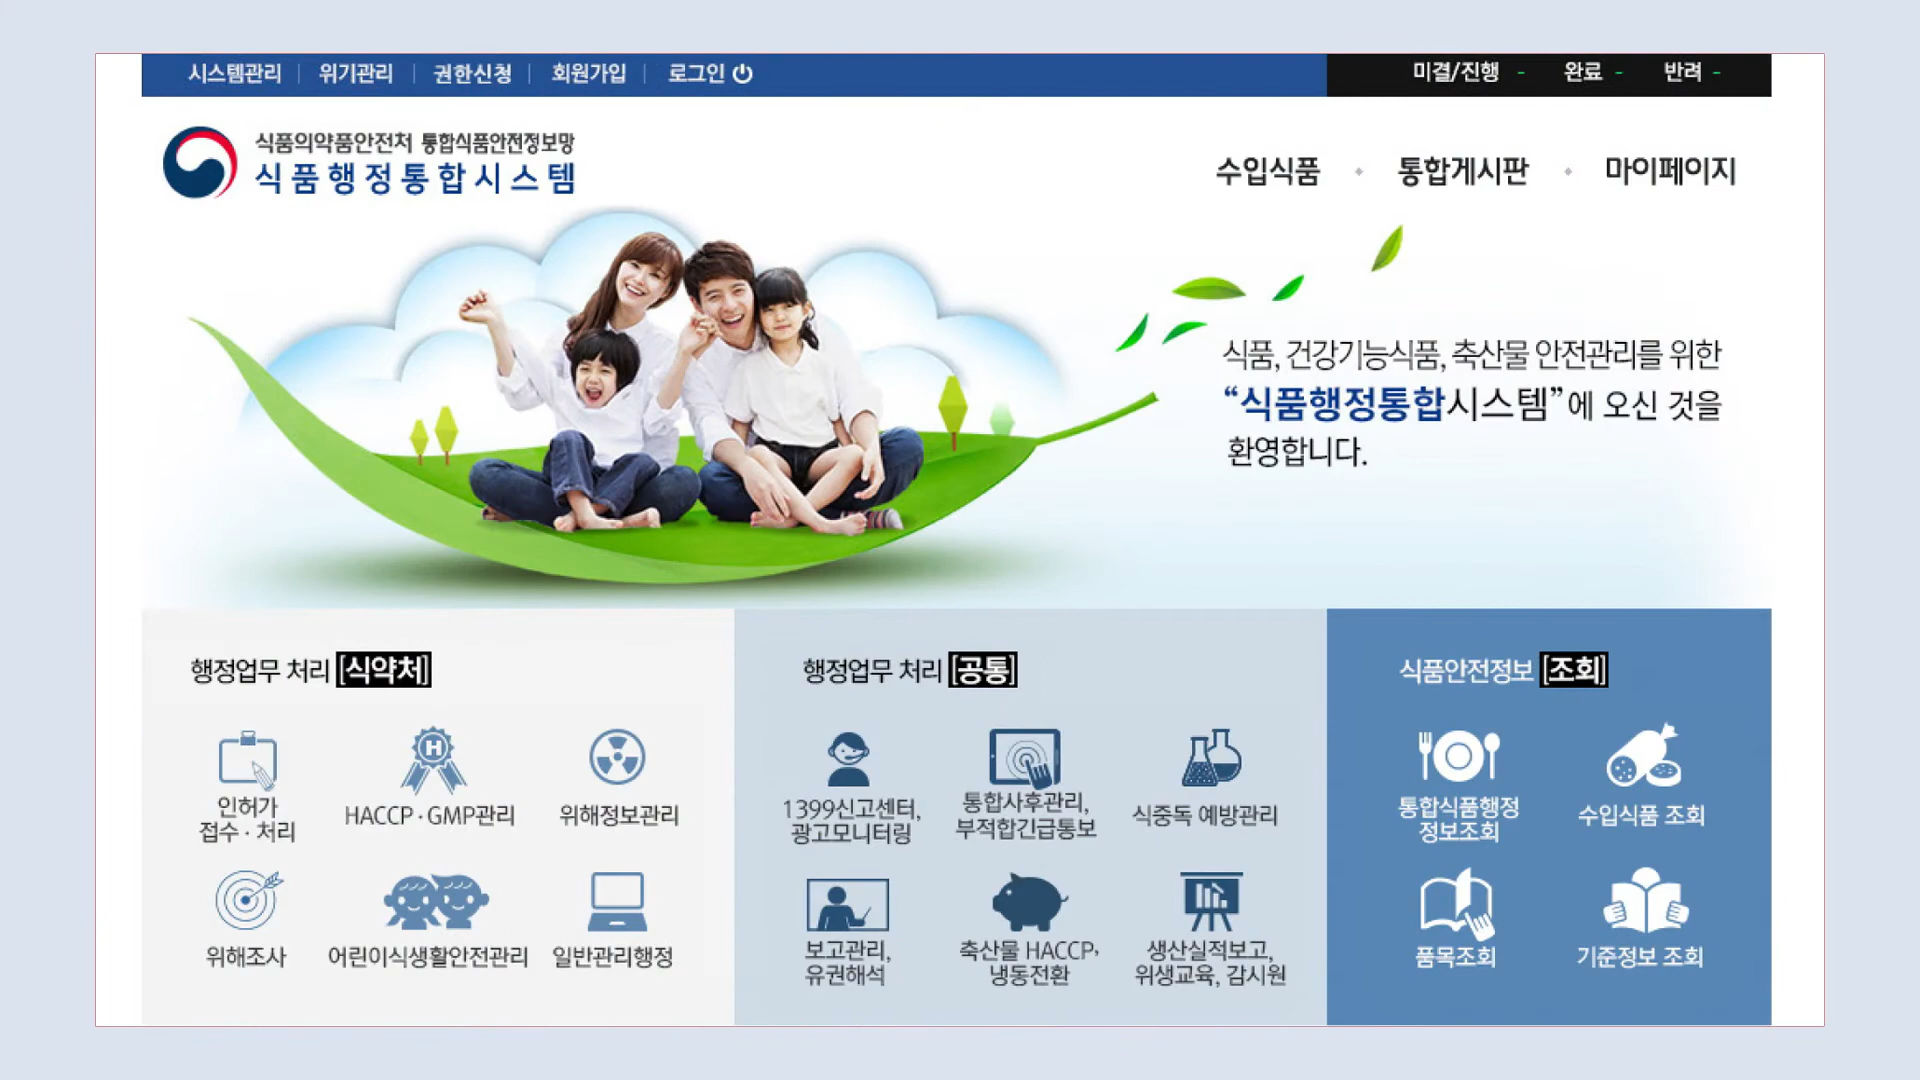 시스템관리 | 위기관리 | 권한신청 | 회원가입 | 로그인
미결/진행 - 완료 - 반려 -
식품의약품안전처 통합식품안전정보망
식품행정통합시스템
수입식품 • 통합게시판 • 마이페이지
식품, 건강기능식품, 축산물 안전관리를 위한
“식품행정통합시스템”에 오신 것을
환영합니다.
행정업무 처리 [식약처]
인허가
접수 · 처리
HACCP · GMP관리
위해정보관리
위해조사
어린이식생활안전관리
일반관리행정
행정업무 처리 [공통]
1399신고센터,
광고모니터링
통합사후관리,
부적합긴급통보
식중독 예방관리
보고관리,
유권해석
축산물 HACCP,
냉동전환
생산실적보고,
위생교육, 감시원
식품안전정보 [조회]
통합식품행정
정보조회
수입식품 조회
품목조회
기준정보 조회